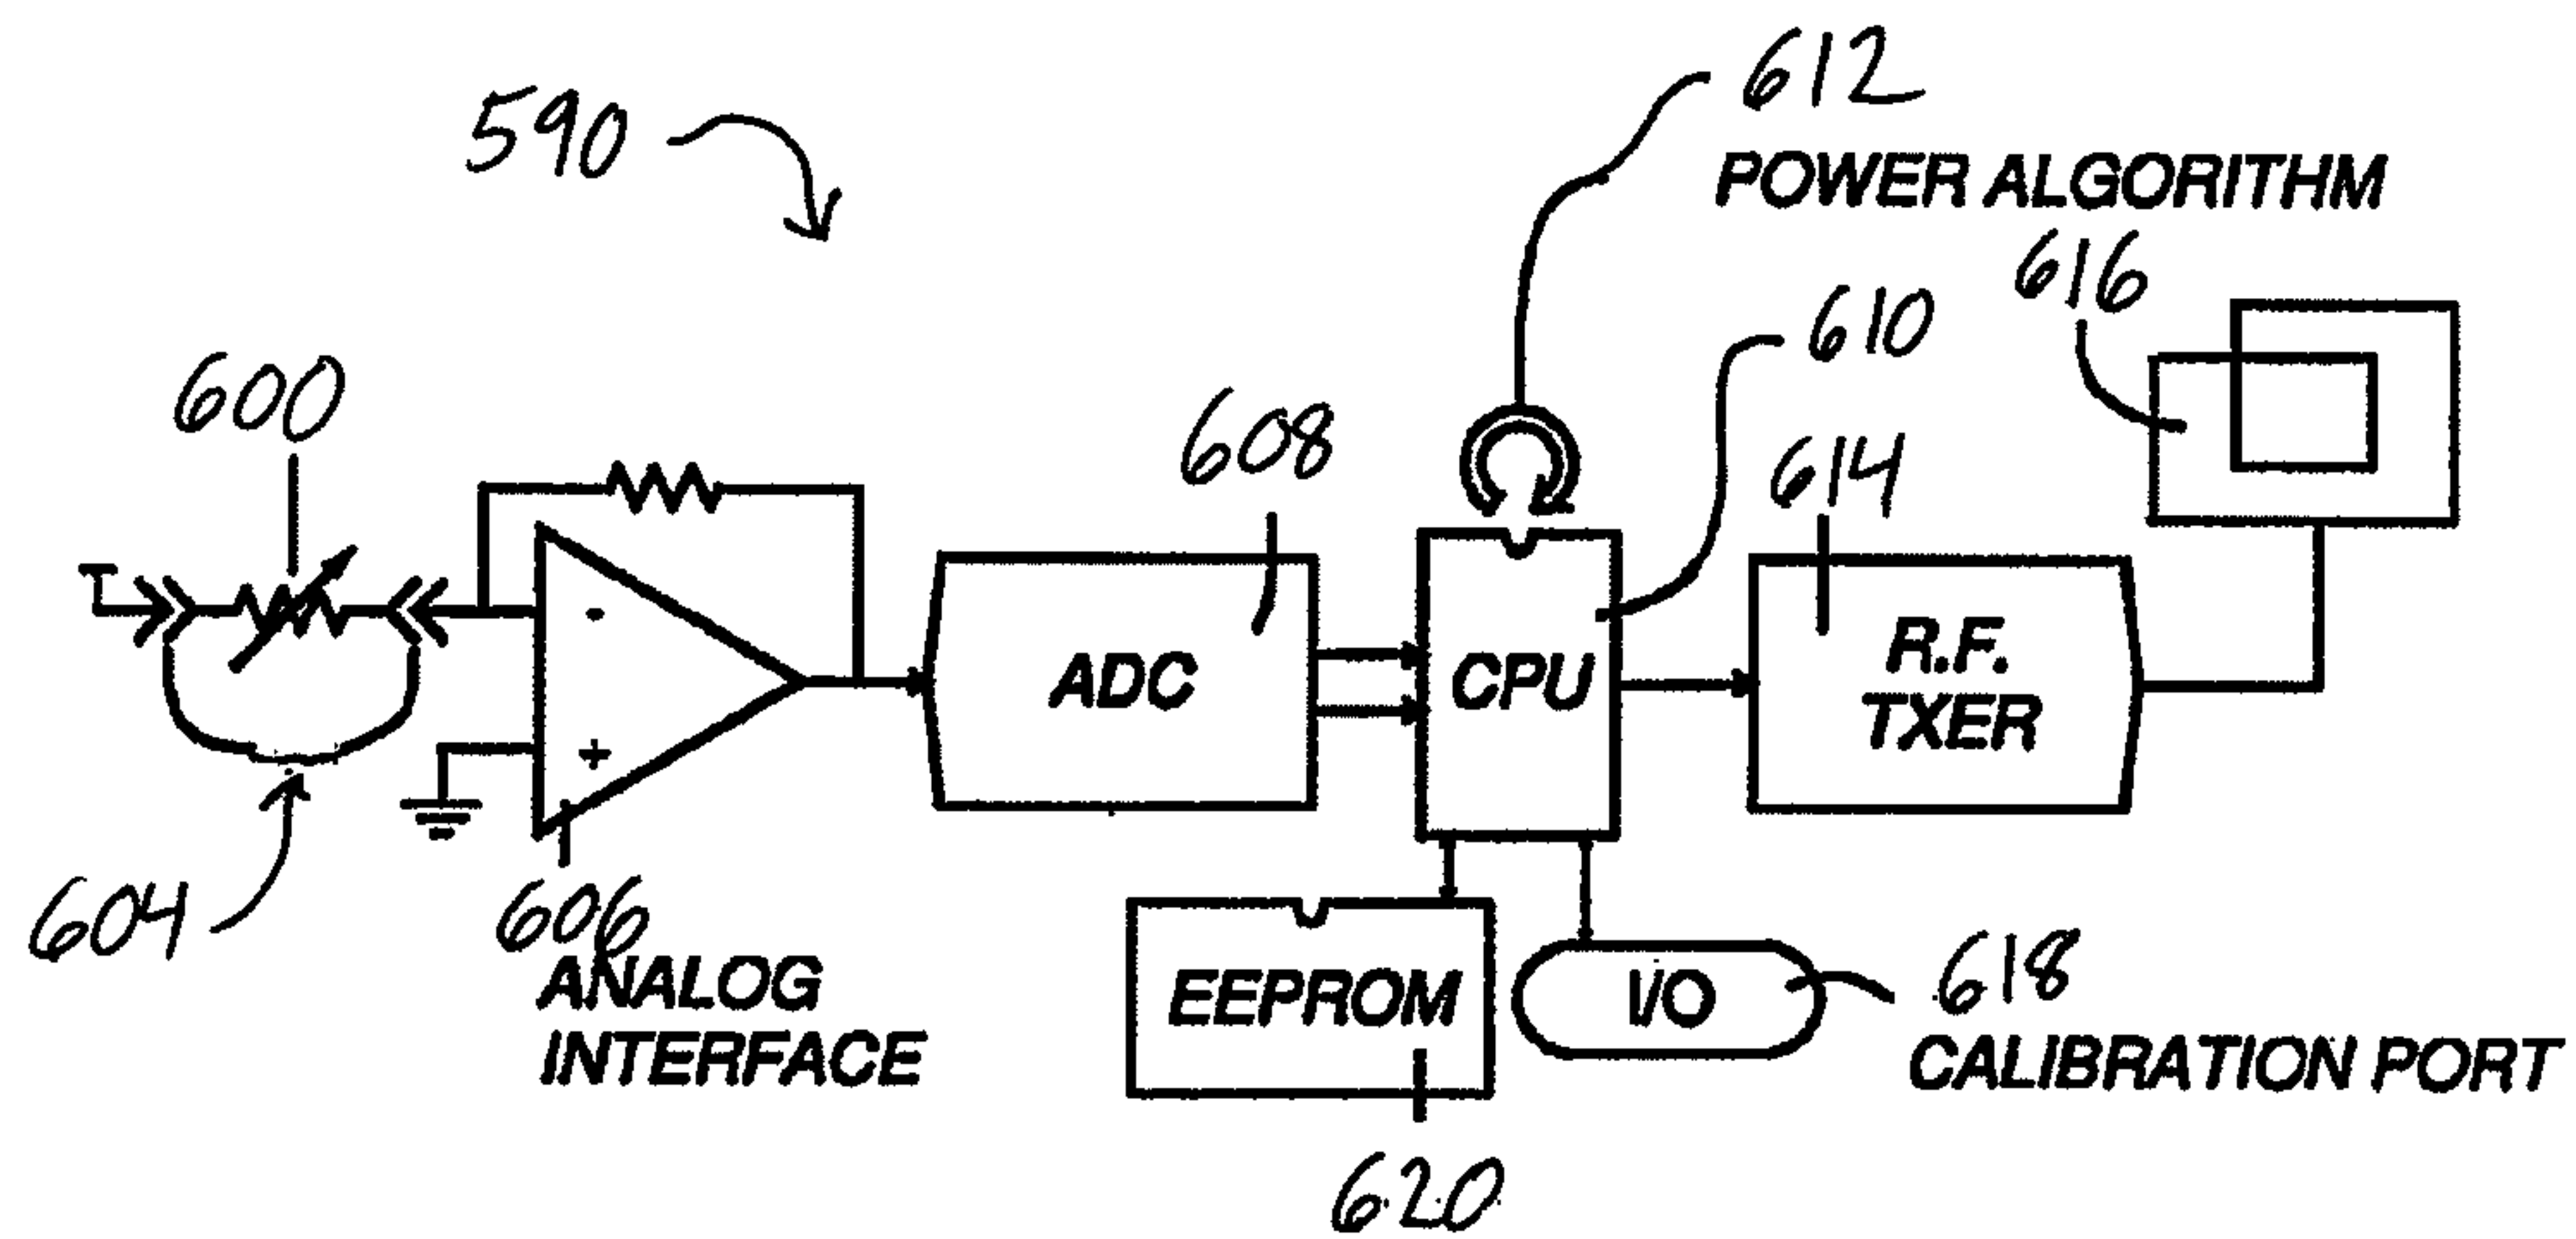 612
590
POWER ALGORITHM
616
610
600
608
614
-
ADC
CPU
R.F.
TXER
+
604
606
ANALOG
INTERFACE
EEPROM
I/O
618
CALIBRATION PORT
620